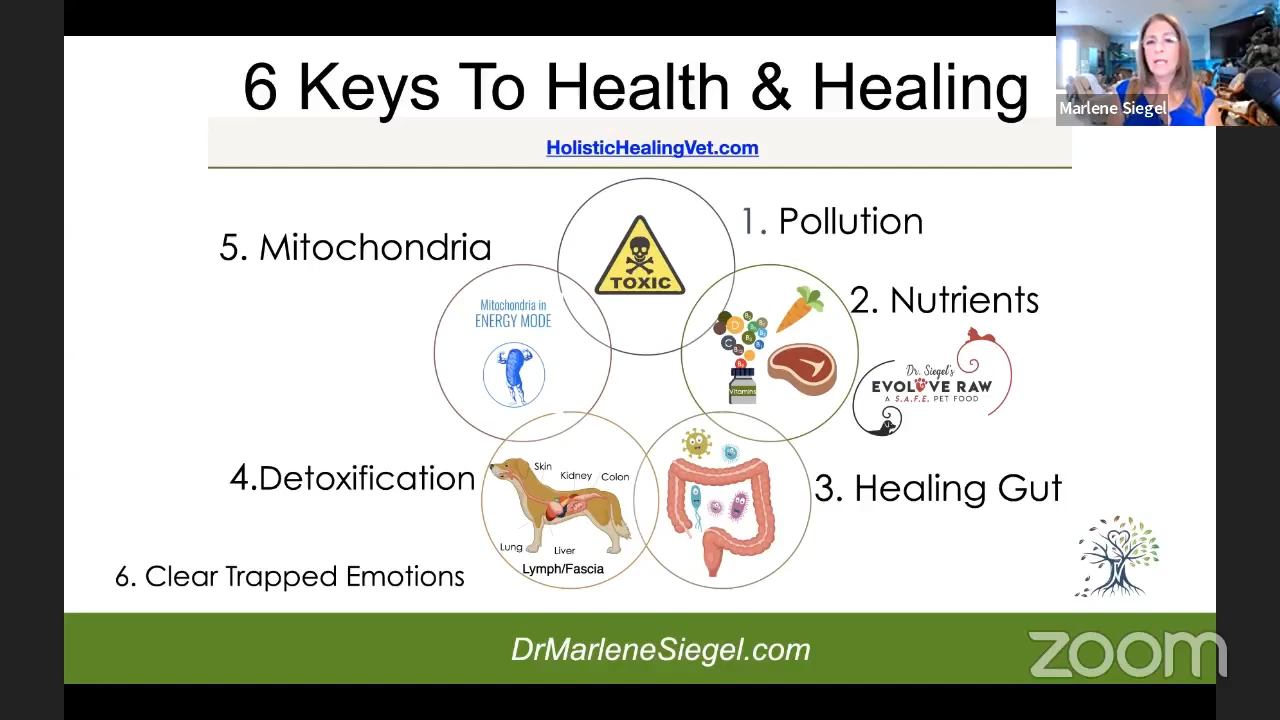 6 Keys To Health & Healing
Marlene Siegel
HolisticHealingVet.com
1. Pollution
TOXIC
5. Mitochondria
2. Nutrients
Mitochondria in
ENERGY MODE
D
C
Vitamins
Dr. Siegel's
EVOLVE RAW
A S.A.F.E. PET FOOD
4.Detoxification
Skin
Kidney
Colon
Lung
Liver
Lymph/Fascia
3. Healing Gut
6. Clear Trapped Emotions
DrMarleneSiegel.com
zoom